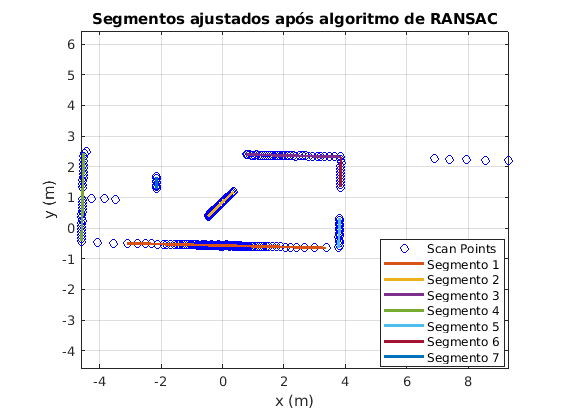 Segmentos ajustados após algoritmo de RANSAC
6
5
4
3
2
1
0
-1
-2
-3
-4
y (m)
-4
-2
0
2
4
6
8
x (m)
Scan Points
Segmento 1
Segmento 2
Segmento 3
Segmento 4
Segmento 5
Segmento 6
Segmento 7